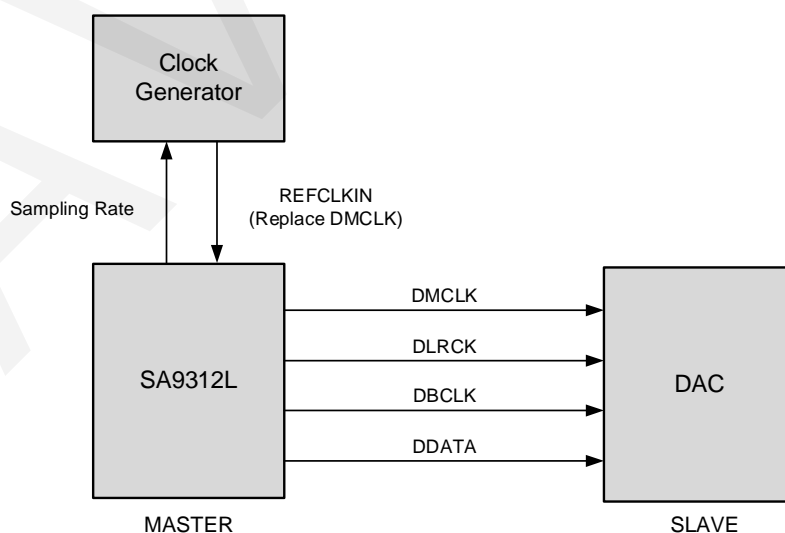 Clock
Generator
Sampling Rate
REFCLKIN
(Replace DMCLK)
DMCLK
DLRCK
SA9312L
DAC
DBCLK
DDATA
MASTER
SLAVE